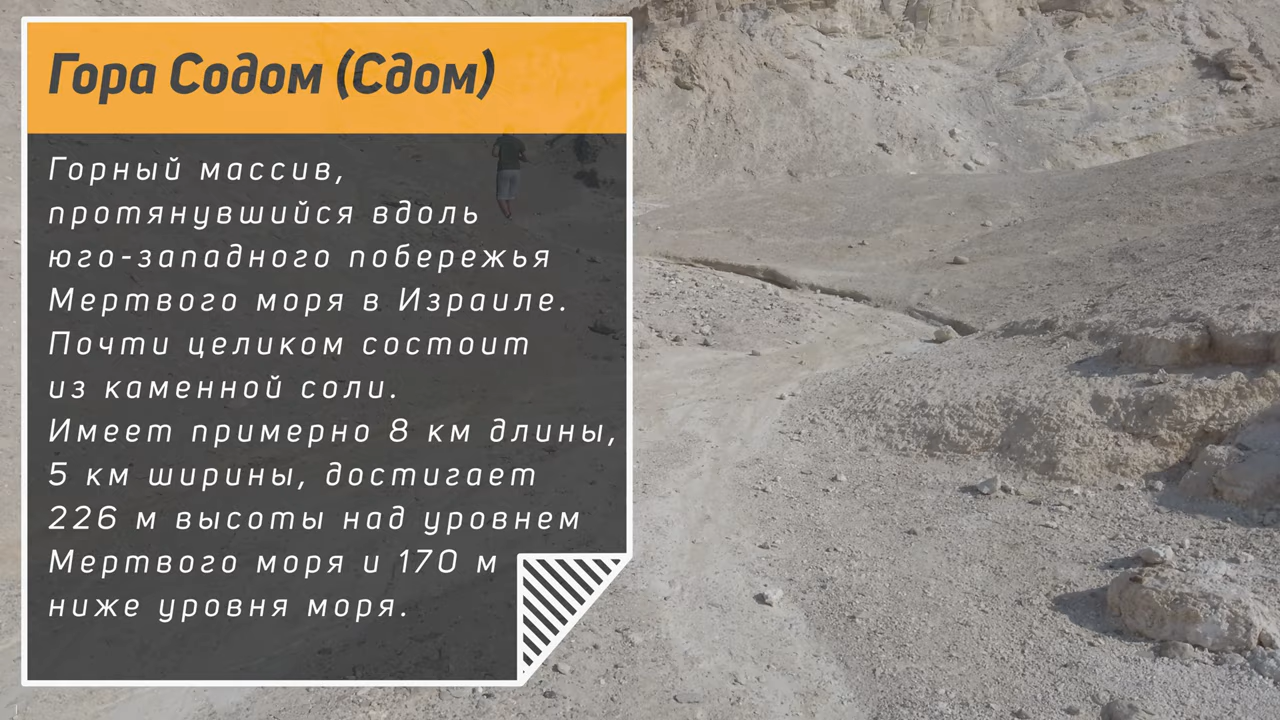 Гора Содом (Сдом)
Горный массив,
протянувшийся вдоль
юго-западного побережья
Мертвого моря в Израиле.
Почти целиком состоит
из каменной соли.
Имеет примерно 8 км длины,
5 км ширины, достигает
226 м высоты над уровнем
Мертвого моря и 170 м
ниже уровня моря.